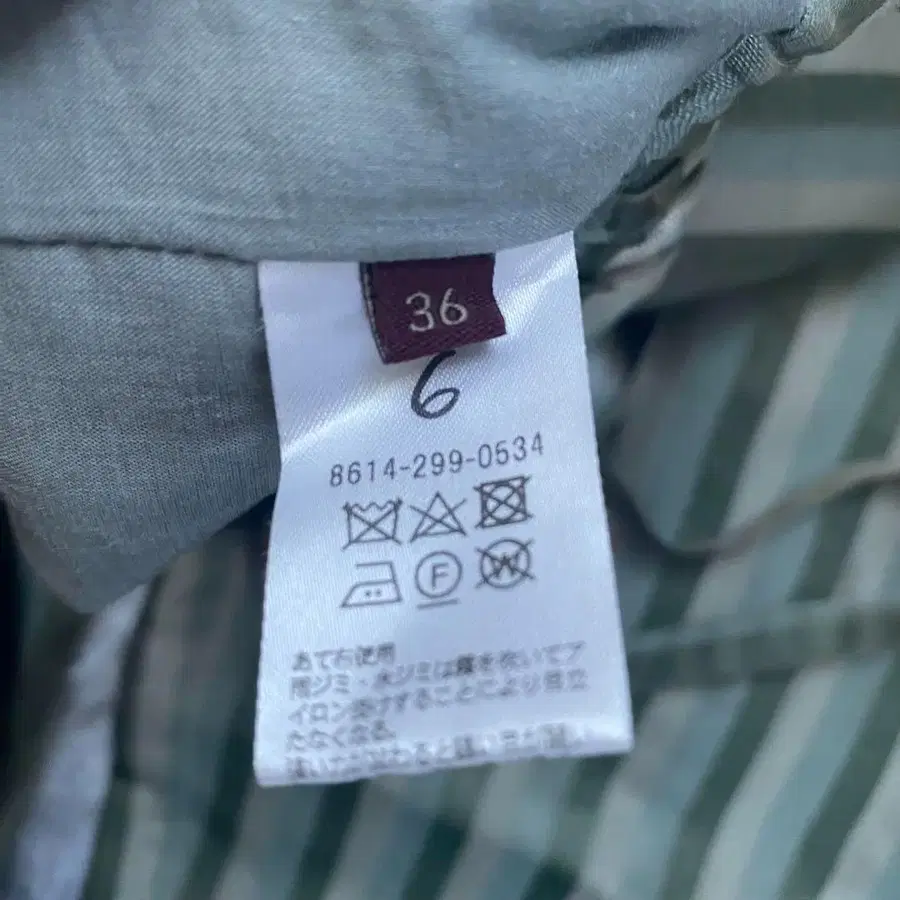 36
6
8614-299-0534
F
W
あて布使用
雨ジミ・水ジミは霧を吹いてア
イロン掛けすることにより目立
たなくなる。